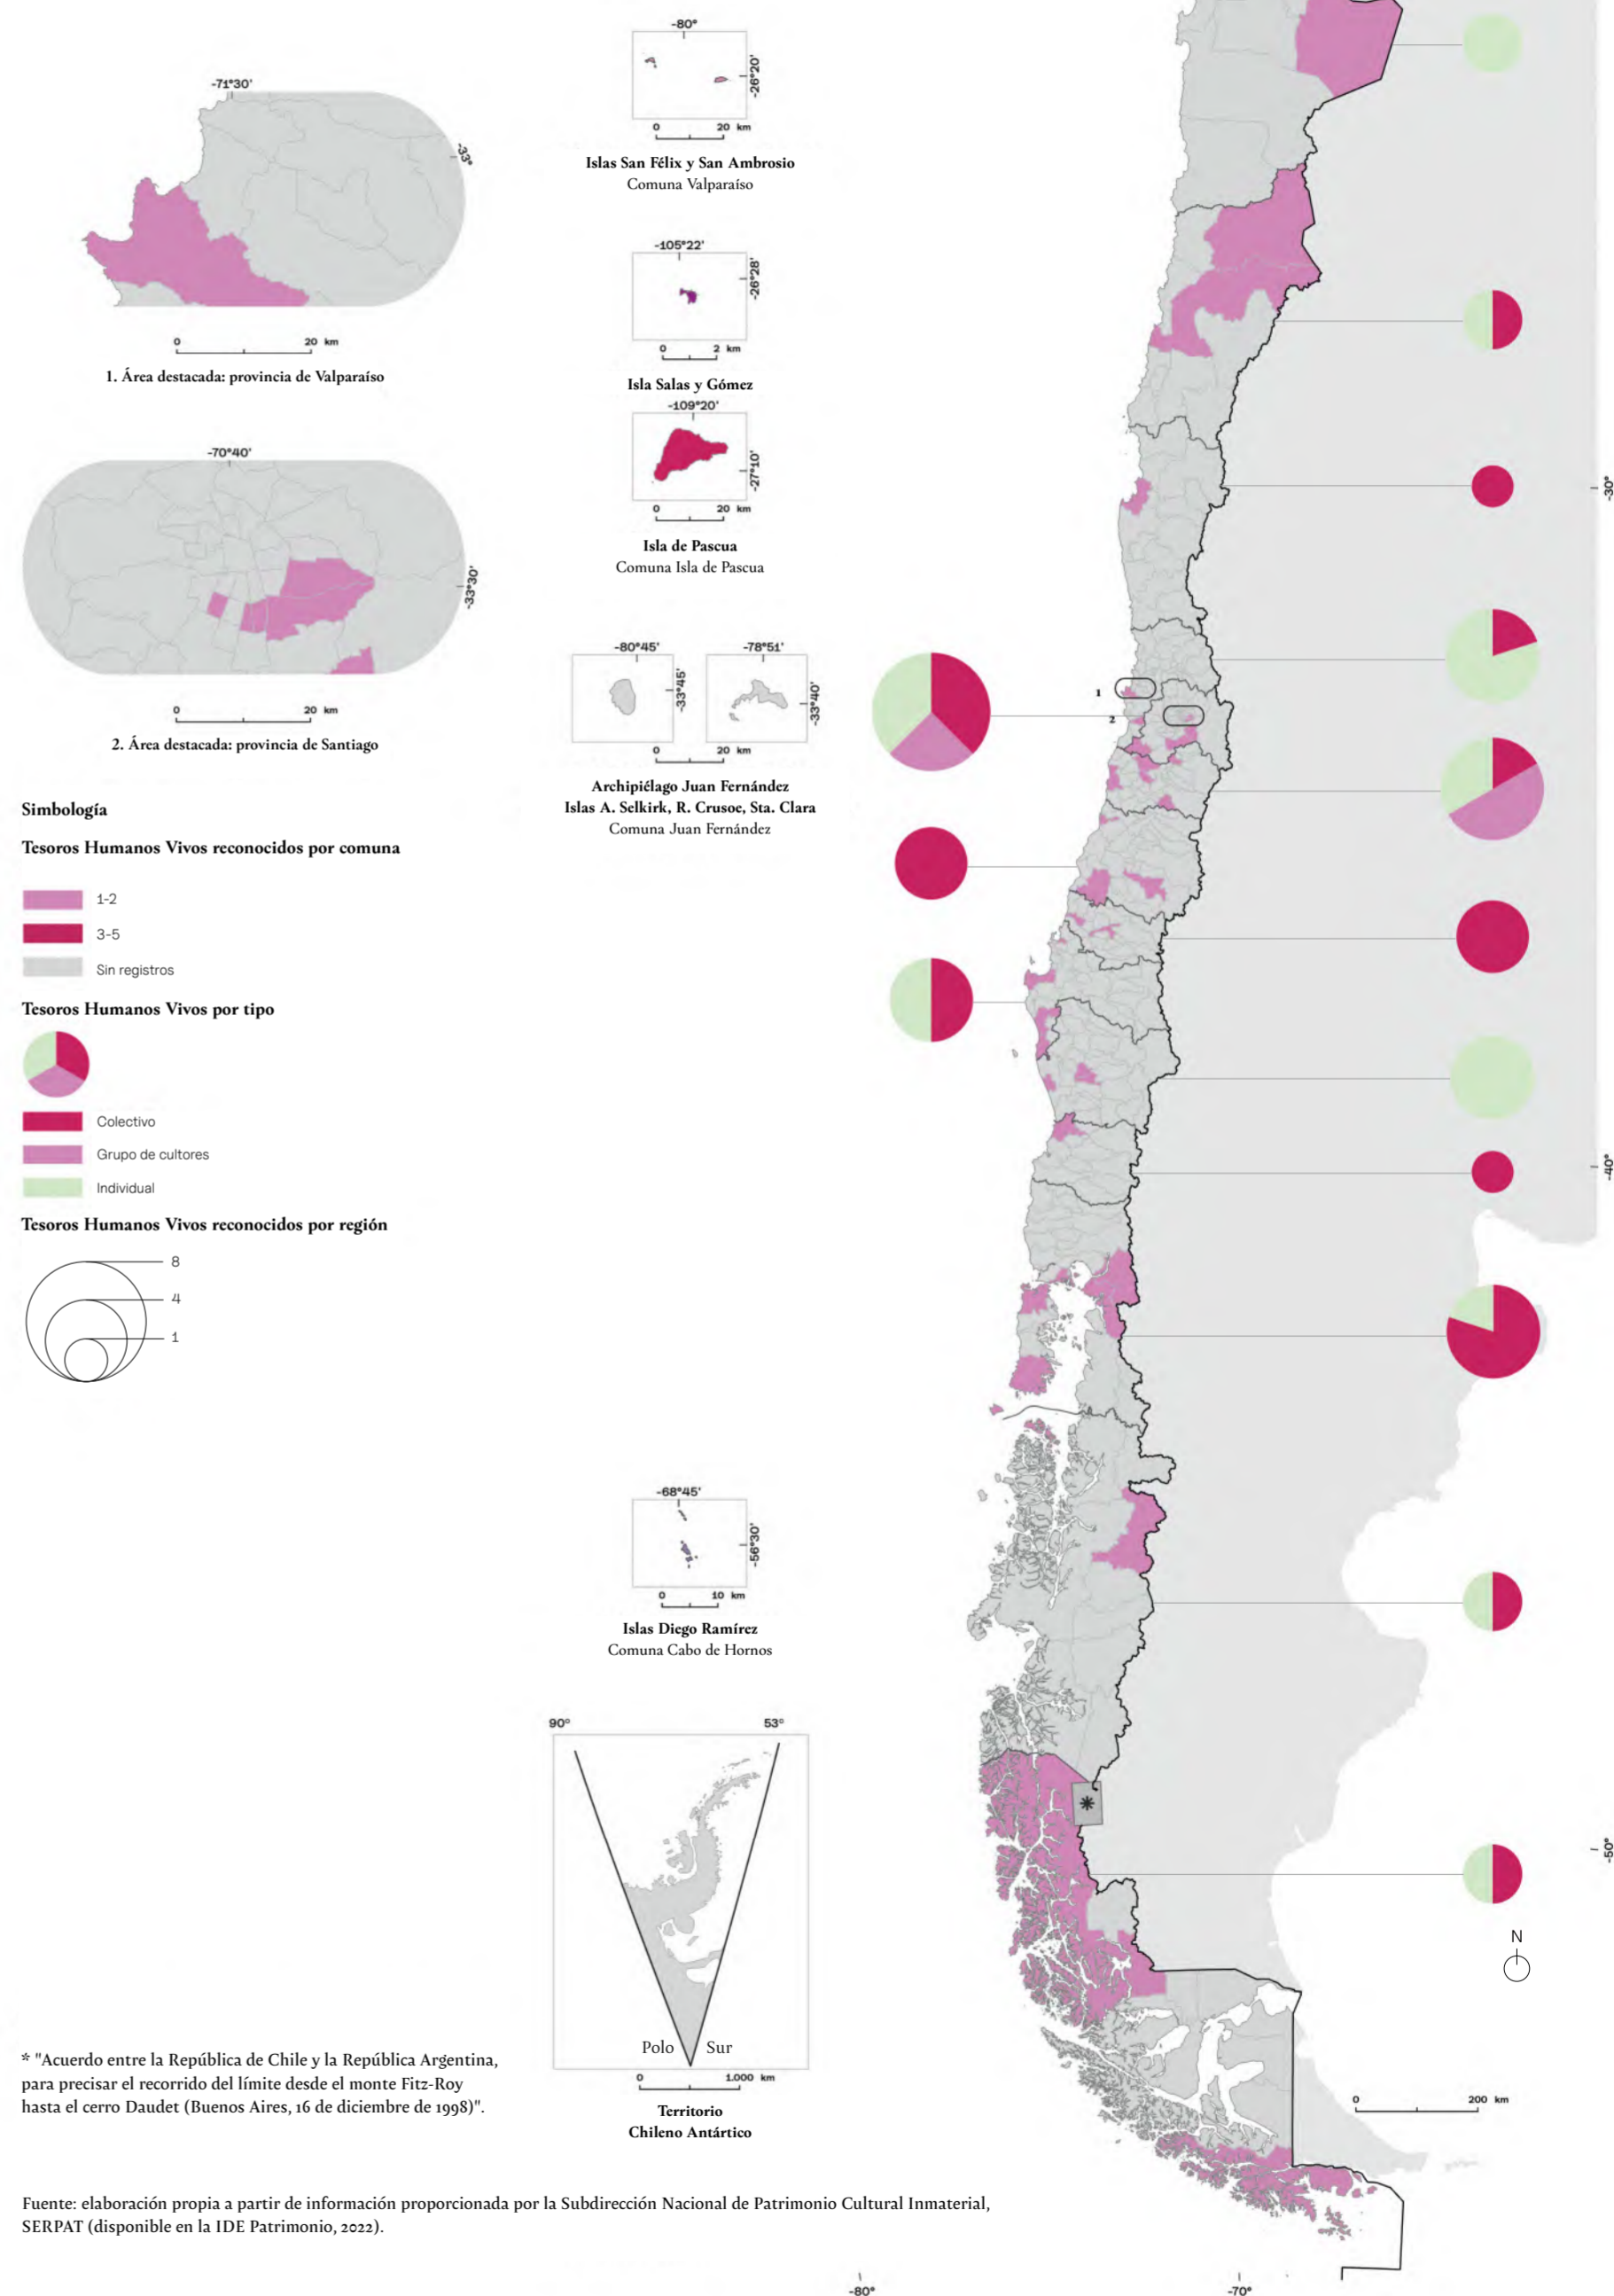 -71°30'
-33°
0 20 km
1. Área destacada: provincia de Valparaíso
-70°40'
-33°30'
0 20 km
2. Área destacada: provincia de Santiago
Simbología
Tesoros Humanos Vivos reconocidos por comuna
1-2
3-5
Sin registros
Tesoros Humanos Vivos por tipo
Colectivo
Grupo de cultores
Individual
Tesoros Humanos Vivos reconocidos por región
8
4
1
-80°
-26°20'
0 20 km
Islas San Félix y San Ambrosio
Comuna Valparaíso
-105°22'
-26°28'
0 2 km
Isla Salas y Gómez
-109°20'
-27°10'
0 20 km
Isla de Pascua
Comuna Isla de Pascua
-80°45'
-33°45'
-78°51'
-33°40'
0 20 km
Archipiélago Juan Fernández
Islas A. Selkirk, R. Crusoe, Sta. Clara
Comuna Juan Fernández
-68°45'
-56°30'
0 10 km
Islas Diego Ramírez
Comuna Cabo de Hornos
90° 53°
Polo Sur
0 1.000 km
Territorio
Chileno Antártico
1
2
-30°
-40°
-50°
*
N
0 200 km
-80°
-70°
* "Acuerdo entre la República de Chile y la República Argentina,
para precisar el recorrido del límite desde el monte Fitz-Roy
hasta el cerro Daudet (Buenos Aires, 16 de diciembre de 1998)".
Fuente: elaboración propia a partir de información proporcionada por la Subdirección Nacional de Patrimonio Cultural Inmaterial,
SERPAT (disponible en la IDE Patrimonio, 2022).